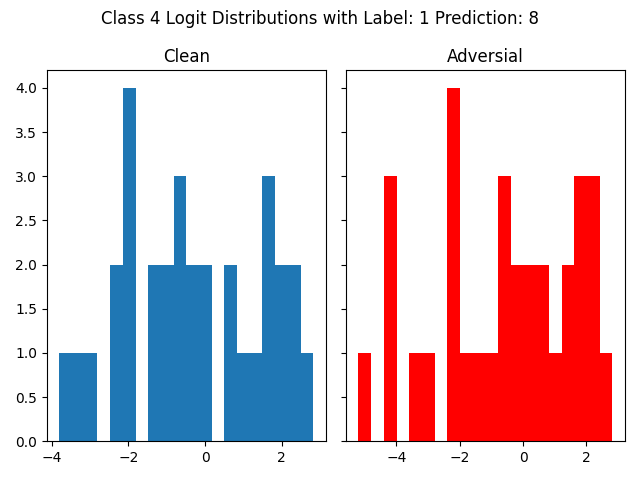 Class 4 Logit Distributions with Label: 1 Prediction: 8
Clean
Adversial
4.0
3.5
3.0
2.5
2.0
1.5
1.0
0.5
0.0
−4 −2 0 2
−4 −2 0 2